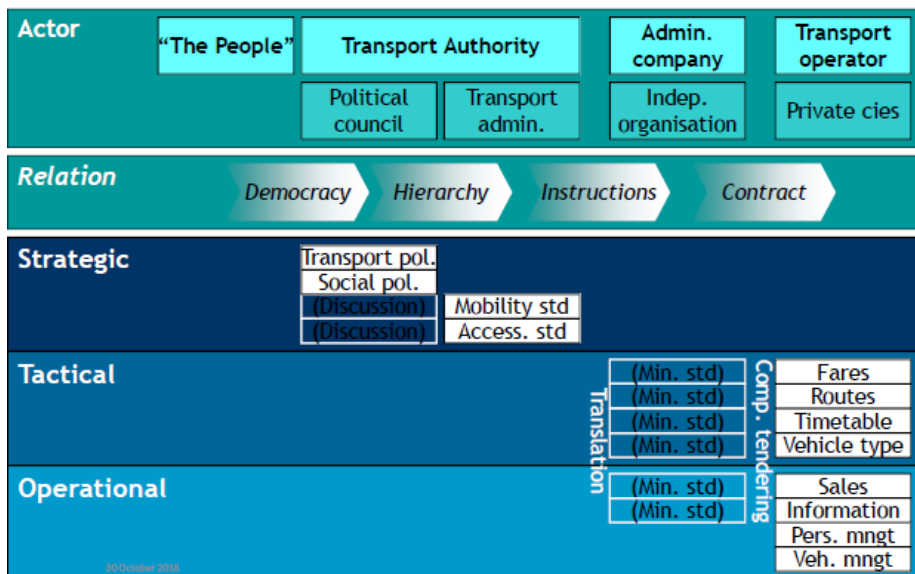 Actor
"The People"
Transport Authority
Admin.
company
Transport
operator
Political
council
Transport
admin.
Indep.
organisation
Private cies
Relation
Democracy
Hierarchy
Instructions
Contract
Strategic
Transport pol.
Social pol.
(Discussion)
Mobility std
(Discussion)
Access. std
Tactical
Translation
(Min. std)
(Min. std)
(Min. std)
(Min. std)
Comp. tendering
Fares
Routes
Timetable
Vehicle type
Operational
(Min. std)
(Min. std)
Sales
Information
Pers. mngt
Veh. mngt
30 October 2018